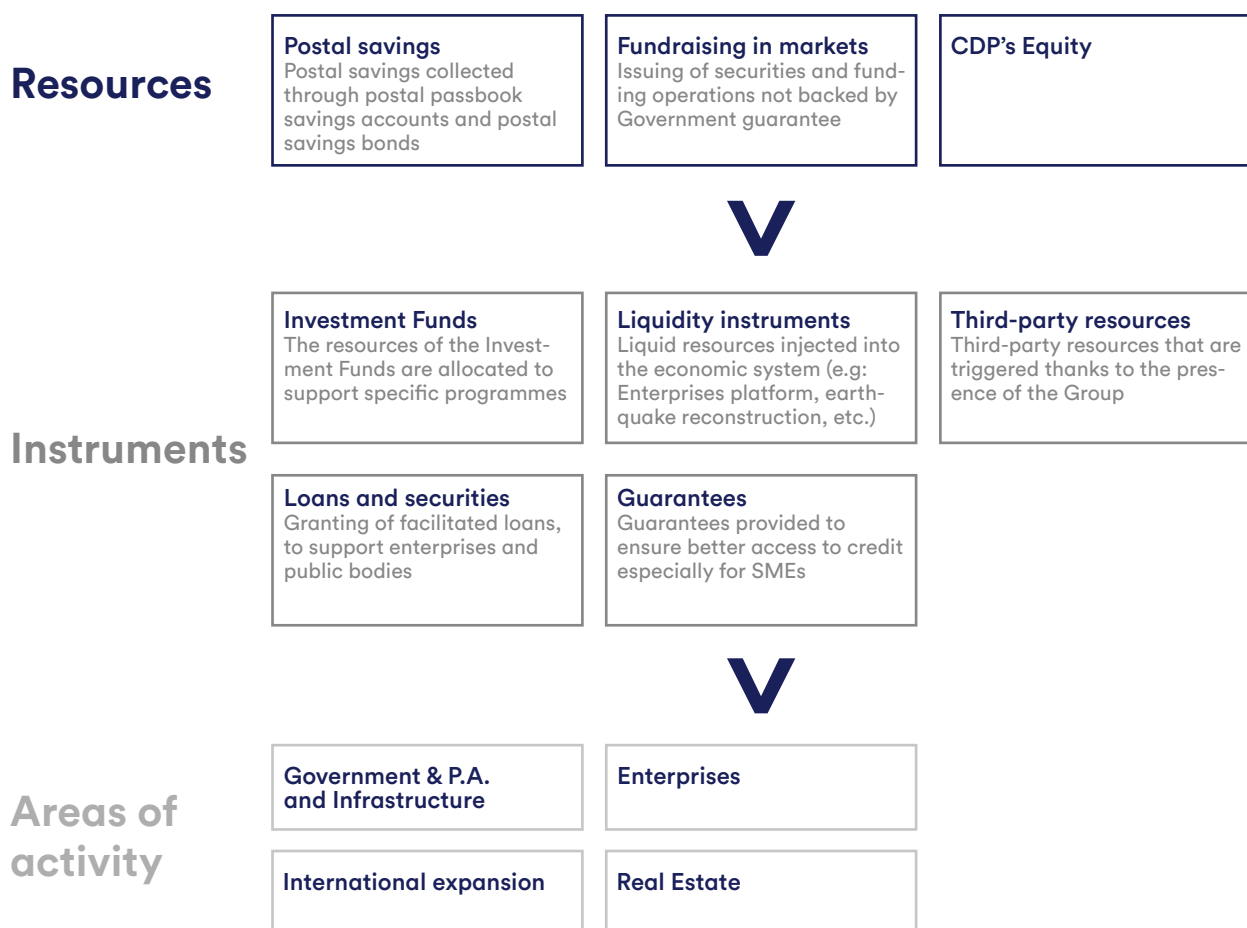 Resources
Postal savings
Postal savings collected
through postal passbook
savings accounts and postal
savings bonds
Fundraising in markets
Issuing of securities and fund-
ing operations not backed by
Government guarantee
CDP’s Equity
Instruments
Investment Funds
The resources of the Invest-
ment Funds are allocated to
support specific programmes
Liquidity instruments
Liquid resources injected into
the economic system (e.g:
Enterprises platform, earth-
quake reconstruction, etc.)
Third-party resources
Third-party resources that are
triggered thanks to the pres-
ence of the Group
Loans and securities
Granting of facilitated loans,
to support enterprises and
public bodies
Guarantees
Guarantees provided to
ensure better access to credit
especially for SMEs
Areas of
activity
Government & P.A.
and Infrastructure
Enterprises
International expansion
Real Estate